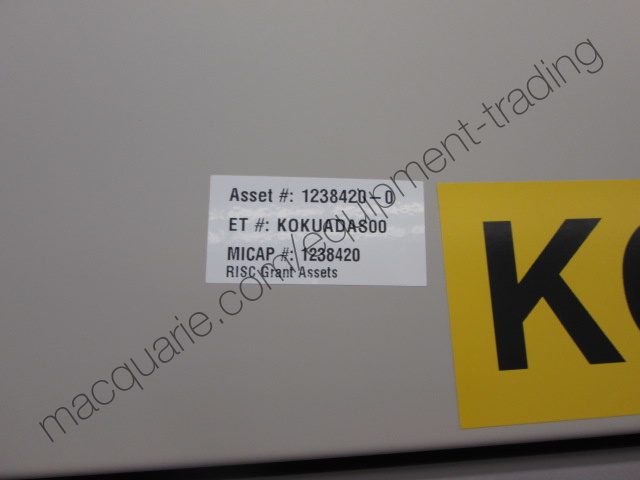 Asset #: 1238420-0
ET #: KOKUADAS00
MICAP #: 1238420
RISC Grant Assets
K
macquarie.com/equipment-trading